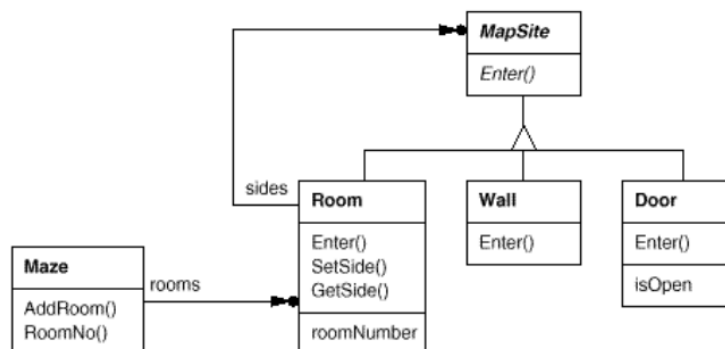 MapSite
Enter()
sides
Room
Enter()
SetSide()
GetSide()
roomNumber
Wall
Enter()
Door
Enter()
isOpen
Maze
AddRoom()
RoomNo()
rooms